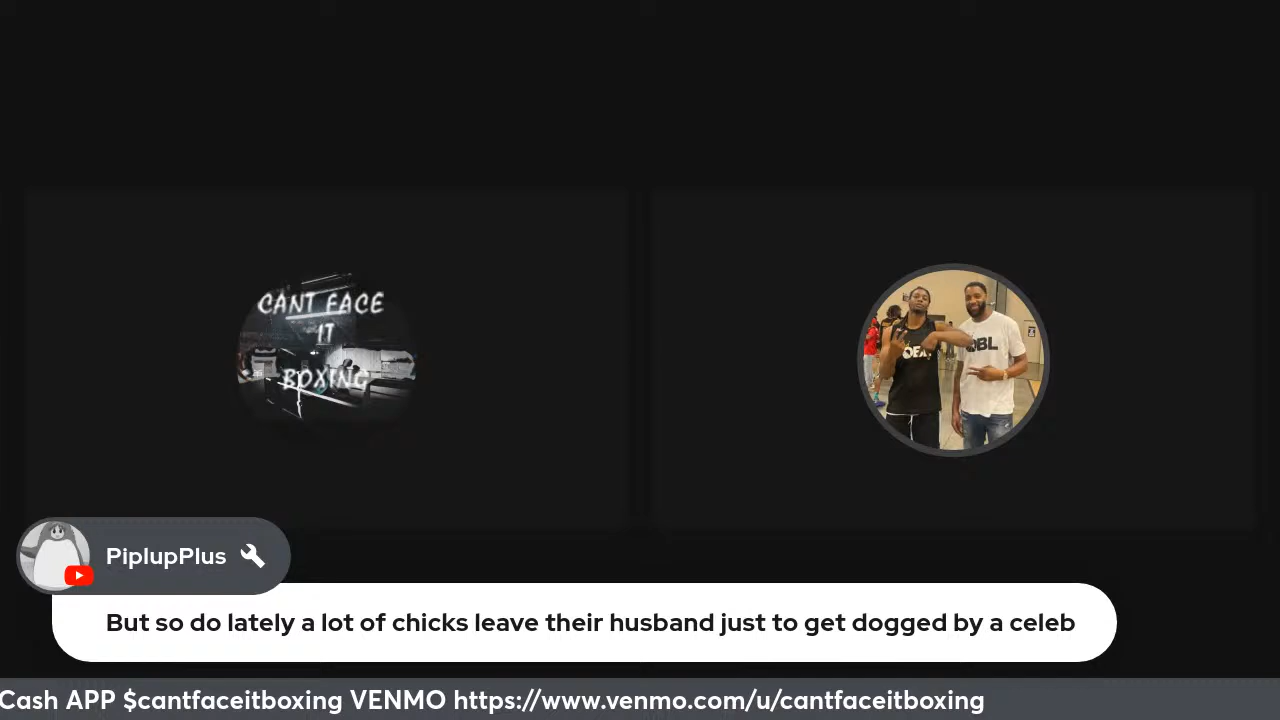 CANT FACE
IT
BOXING
QBL
PiplupPlus
But so do lately a lot of chicks leave their husband just to get dogged by a celeb
Cash APP $cantfaceitboxing VENMO https://www.venmo.com/u/cantfaceitboxing